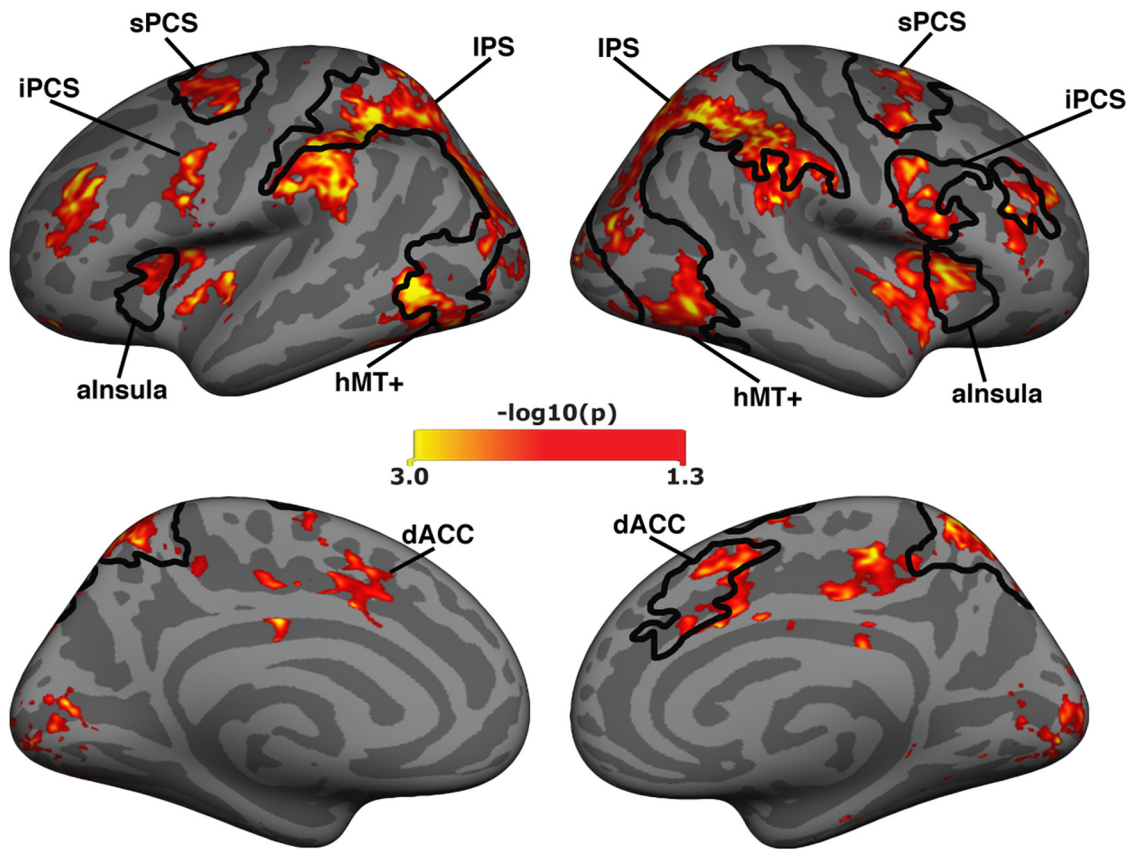 sPCS
sPCS
IPS
IPS
iPCS
iPCS
aInsula
hMT+
hMT+
aInsula
-log10(p)
3.0
1.3
dACC
dACC